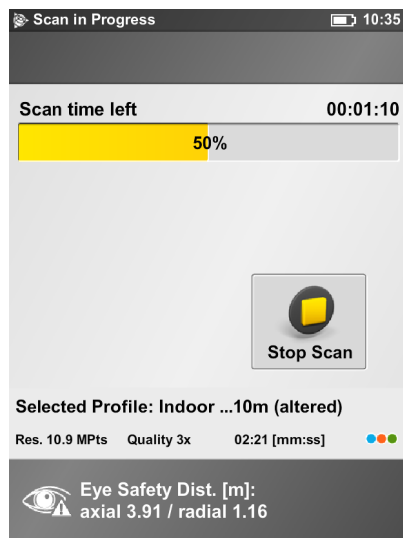 Scan in Progress 10:35
Scan time left 00:01:10
50%
Stop Scan
Selected Profile: Indoor ...10m (altered)
Res. 10.9 MPts Quality 3x 02:21 [mm:ss]
Eye Safety Dist. [m]:
axial 3.91 / radial 1.16